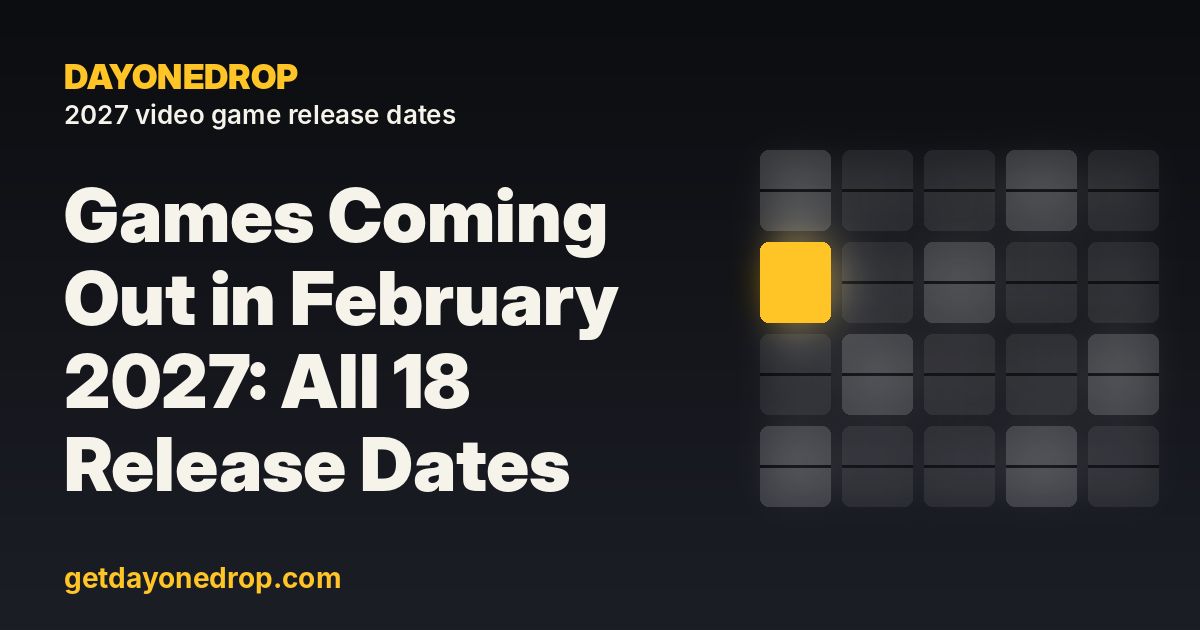 DAYONEDROP
2027 video game release dates
Games Coming
Out in February
2027: All 18
Release Dates
getdayonedrop.com